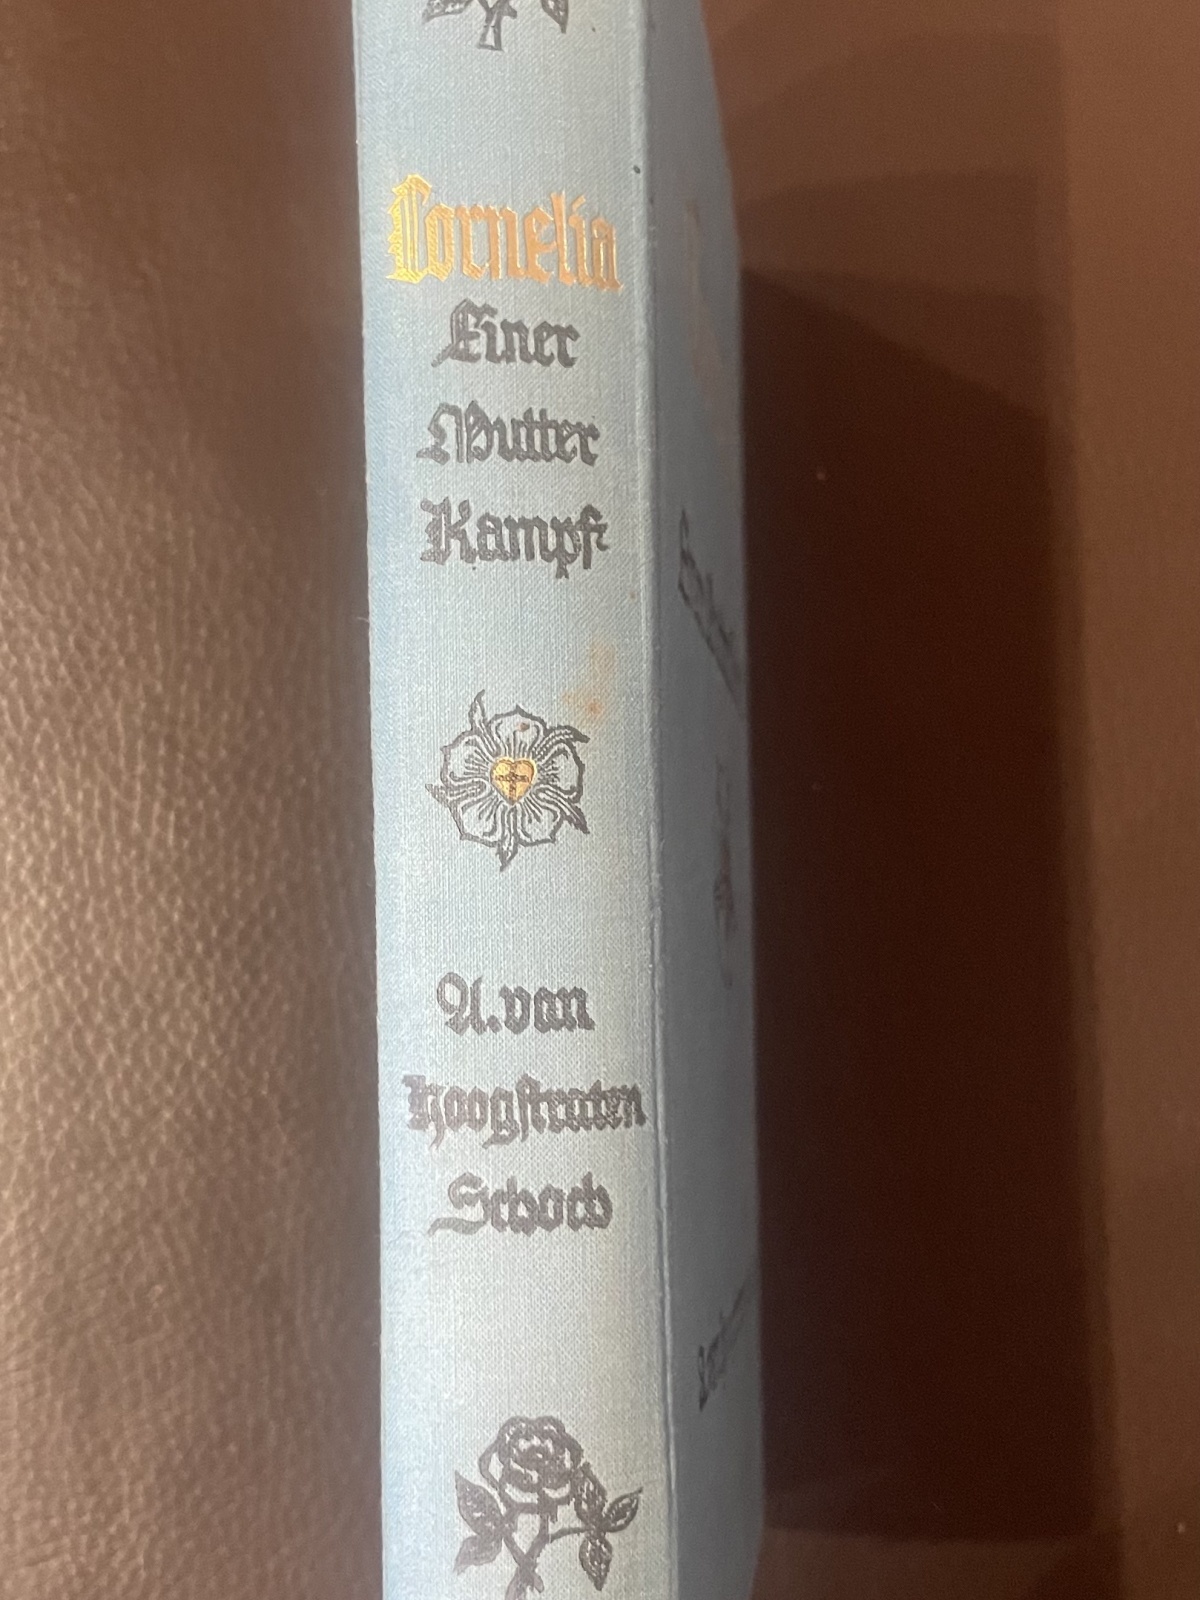 Cornelia
Einer
Mutter
Kampf
A. van
Hoogstraten
Schoch